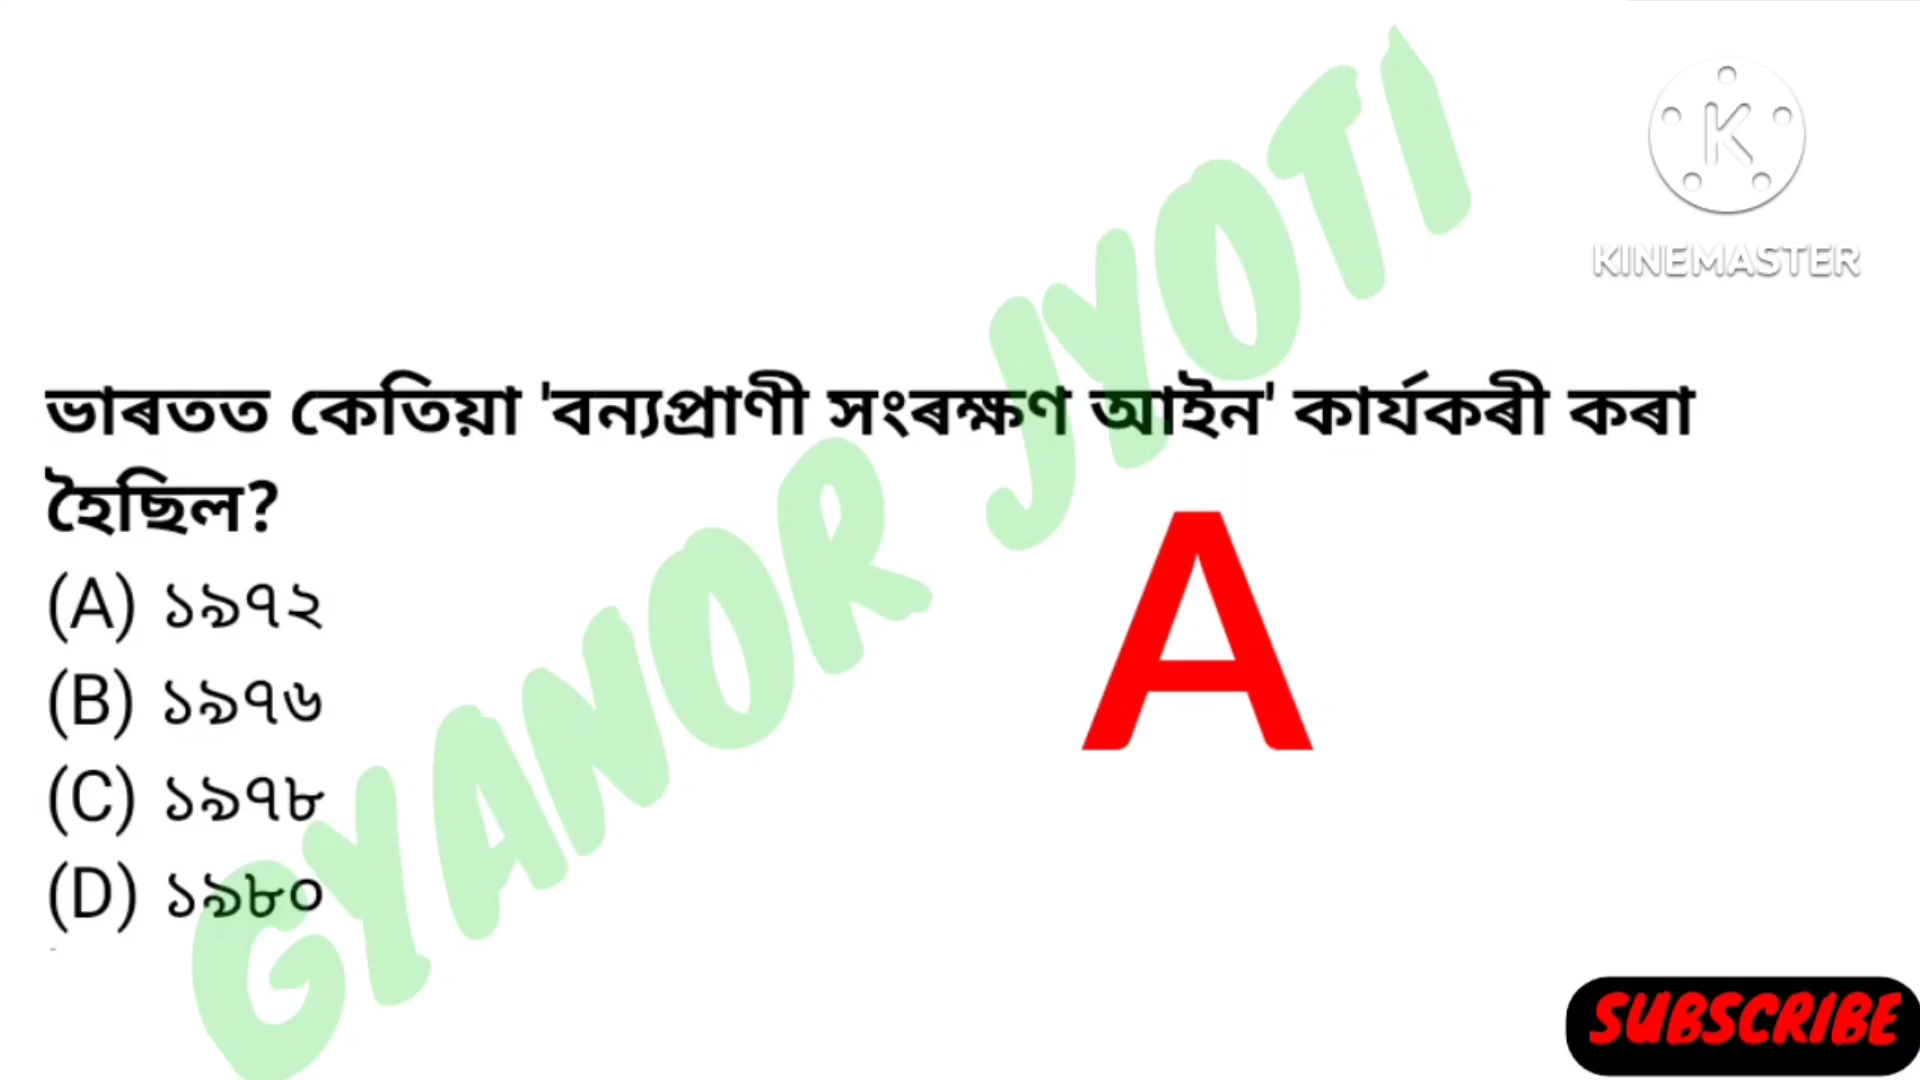 GYANOR JYOTI
K
KINEMASTER
ভাৰতত কেতিয়া 'বন্যপ্ৰাণী সংৰক্ষণ আইন' কাৰ্যকৰী কৰা
হৈছিল?
(A) ১৯৭২
(B) ১৯৭৬
(C) ১৯৭৮
(D) ১৯৮০
A
SUBSCRIBE